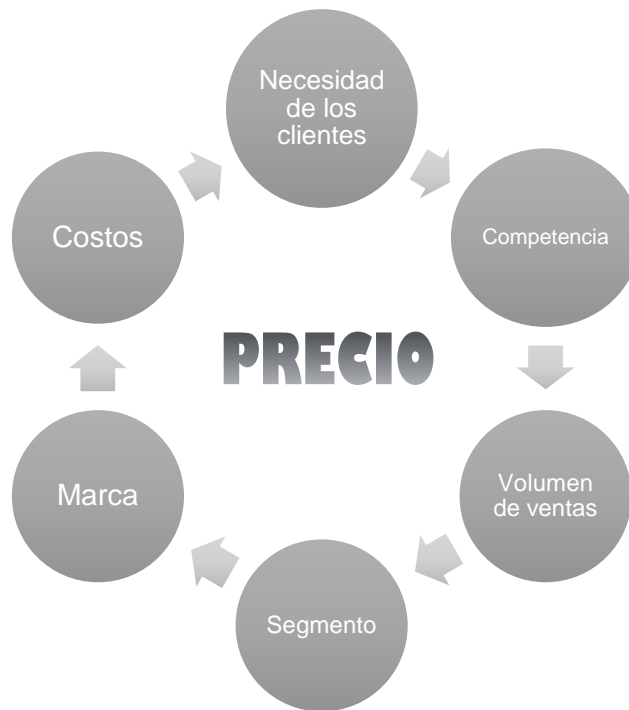 Necesidad
de los
clientes
Competencia
Volumen
de ventas
Segmento
Marca
Costos
PRECIO